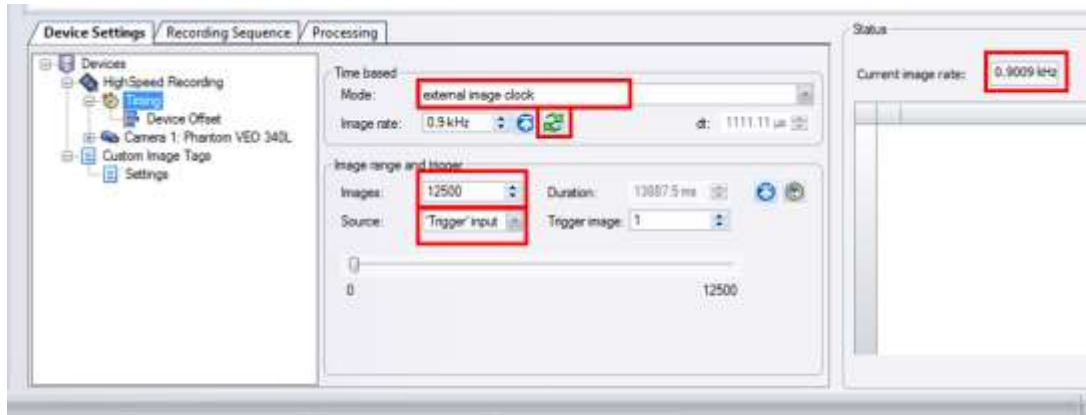 Device Settings Recording Sequence Processing
Devices
HighSpeed Recording
Timing
Device Offset
Camera 1: Phantom VEO 340L
Custom Image Tags
Settings
Time based
Mode: external image clock
Image rate: 0.9 kHz dt: 1111.11 µs
Image range and trigger
Images: 12500 Duration: 13887.5 ms
Source: 'Trigger' input Trigger image: 1
0 12500
Status
Current image rate: 0.9009 kHz